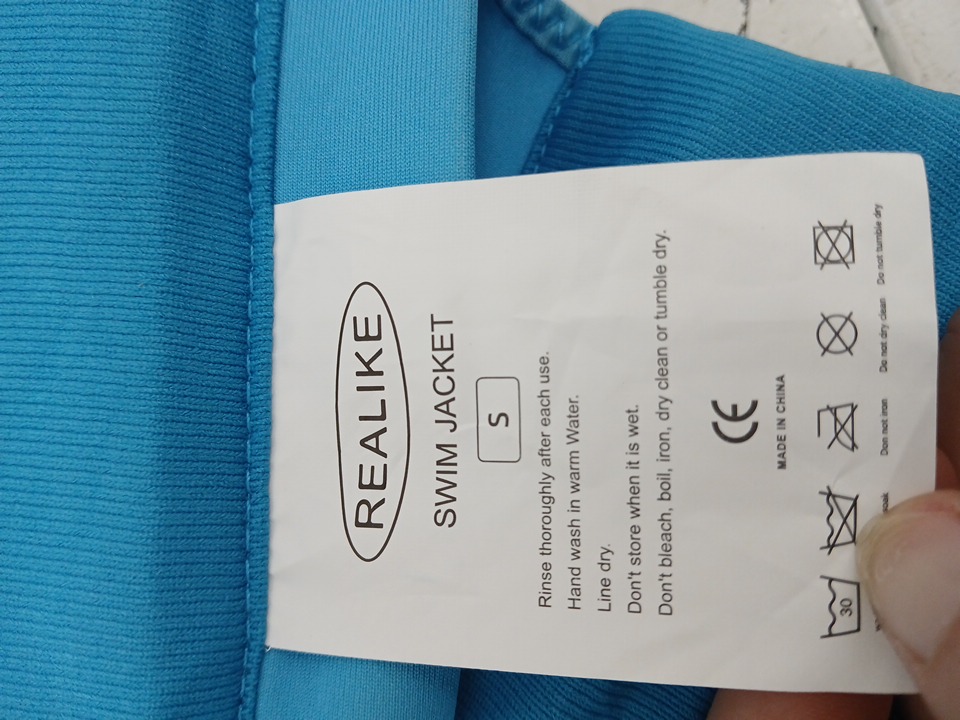 REALIKE
SWIM JACKET
S
Rinse thoroughly after each use.
Hand wash in warm Water.
Line dry.
Don't store when it is wet.
Don't bleach, boil, iron, dry clean or tumble dry.
CE
MADE IN CHINA
30
Don not iron
Do not dry clean
Do not tumble dry